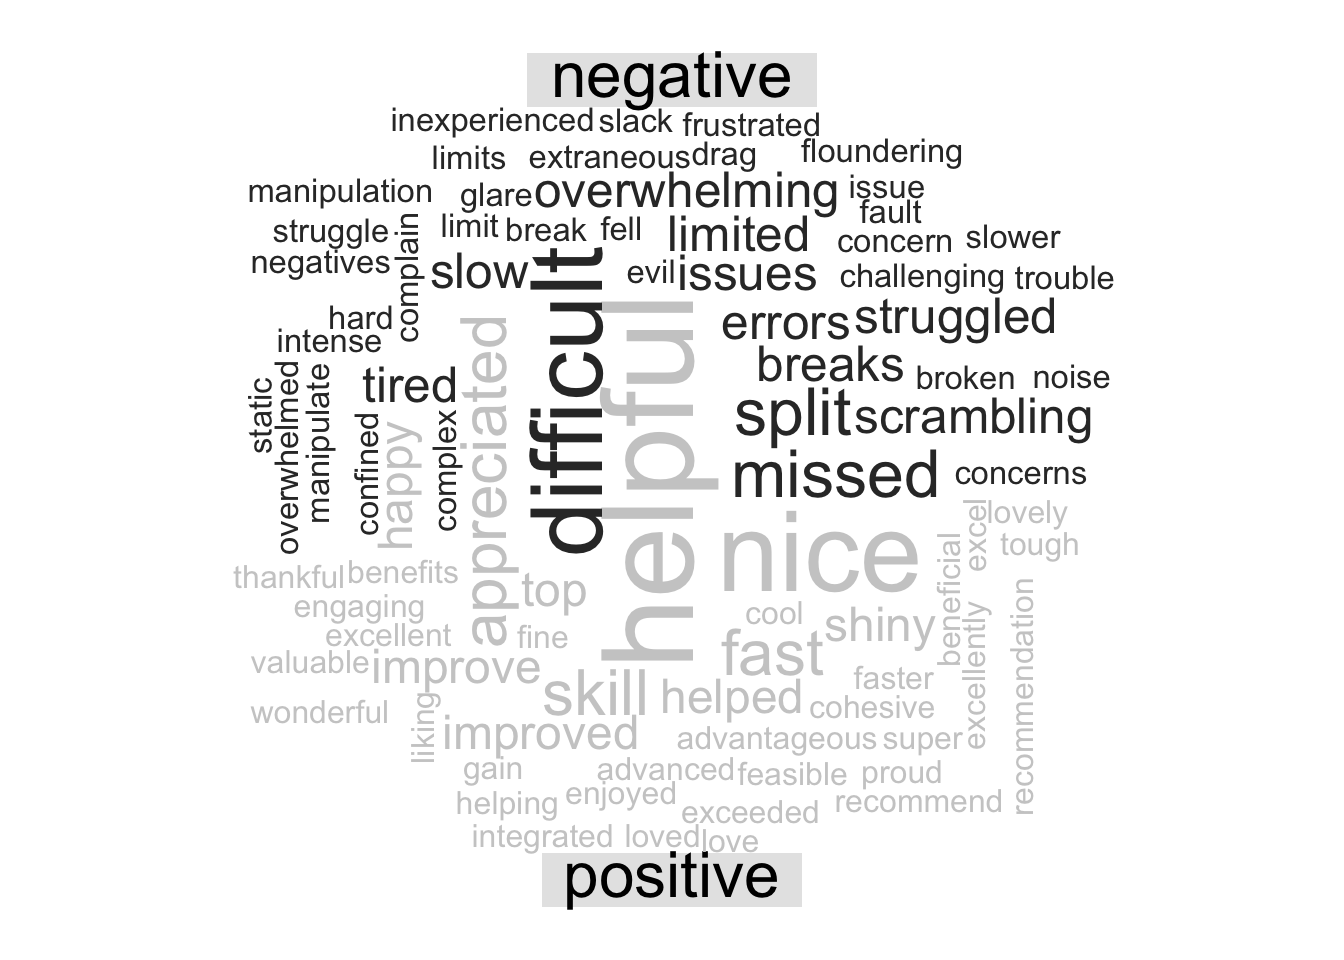 negative
inexperienced slack frustrated
limits extraneous drag floundering
manipulation glare overwhelming issue
fault
struggle complain limit break fell limited concern slower
negatives slow difficult evil issues challenging trouble
hard errors struggled
intense
breaks
static overwhelmed manipulate tired broken noise
confined happy complex appreciated helpful split scrambling
missed concerns
nice excel lovely
tough
thankful benefits top beneficial
engaging cool shiny recommendation
excellent fine fast excellently
valuable improve faster
skill helped cohesive
wonderful liking improved advantageous super
gain advanced feasible proud
helping enjoyed exceeded recommend
integrated loved love
positive